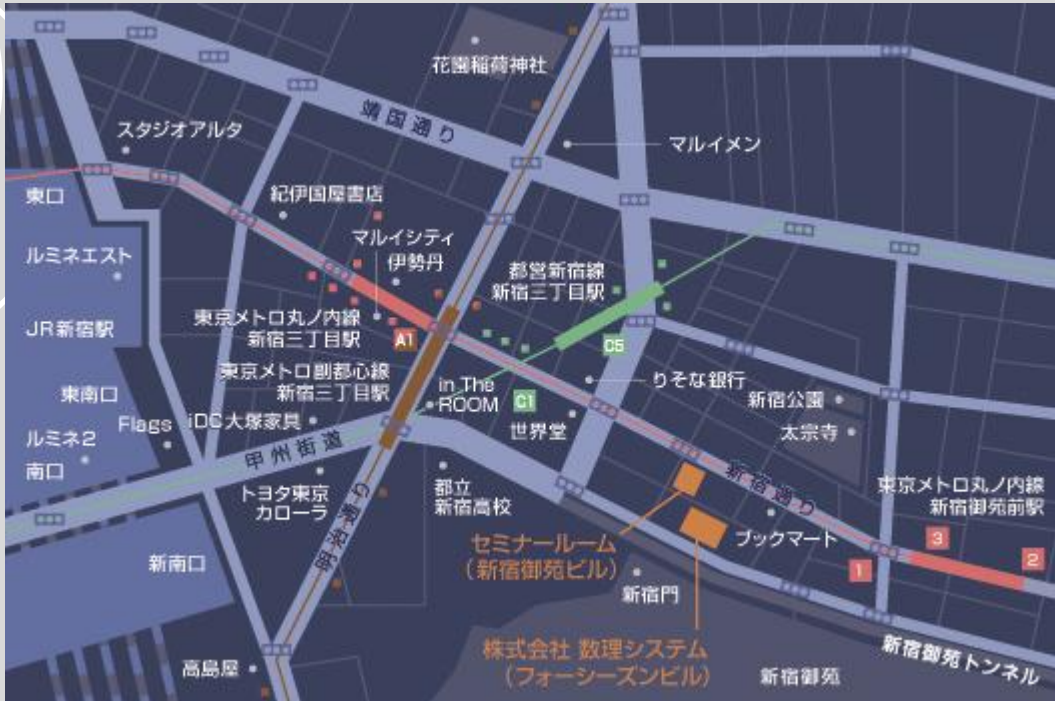 花園稲荷神社
靖国通り
マルイメン
スタジオアルタ
東口
紀伊国屋書店
マルイシティ
伊勢丹
ルミネエスト
都営新宿線
新宿三丁目駅
JR新宿駅
東京メトロ丸ノ内線
新宿三丁目駅
A1
C5
東京メトロ副都心線
新宿三丁目駅
in The
ROOM
C1
りそな銀行
新宿公園
東南口
Flags
iDC大塚家具
世界堂
太宗寺
ルミネ2
南口
甲州街道
新宿通り
トヨタ東京
カローラ
都立
新宿高校
東京メトロ丸ノ内線
新宿御苑前駅
明治通り
セミナールーム
(新宿御苑ビル)
ブックマート
3
1
2
新南口
新宿門
株式会社 数理システム
(フォーシーズンビル)
新宿御苑トンネル
高島屋
新宿御苑